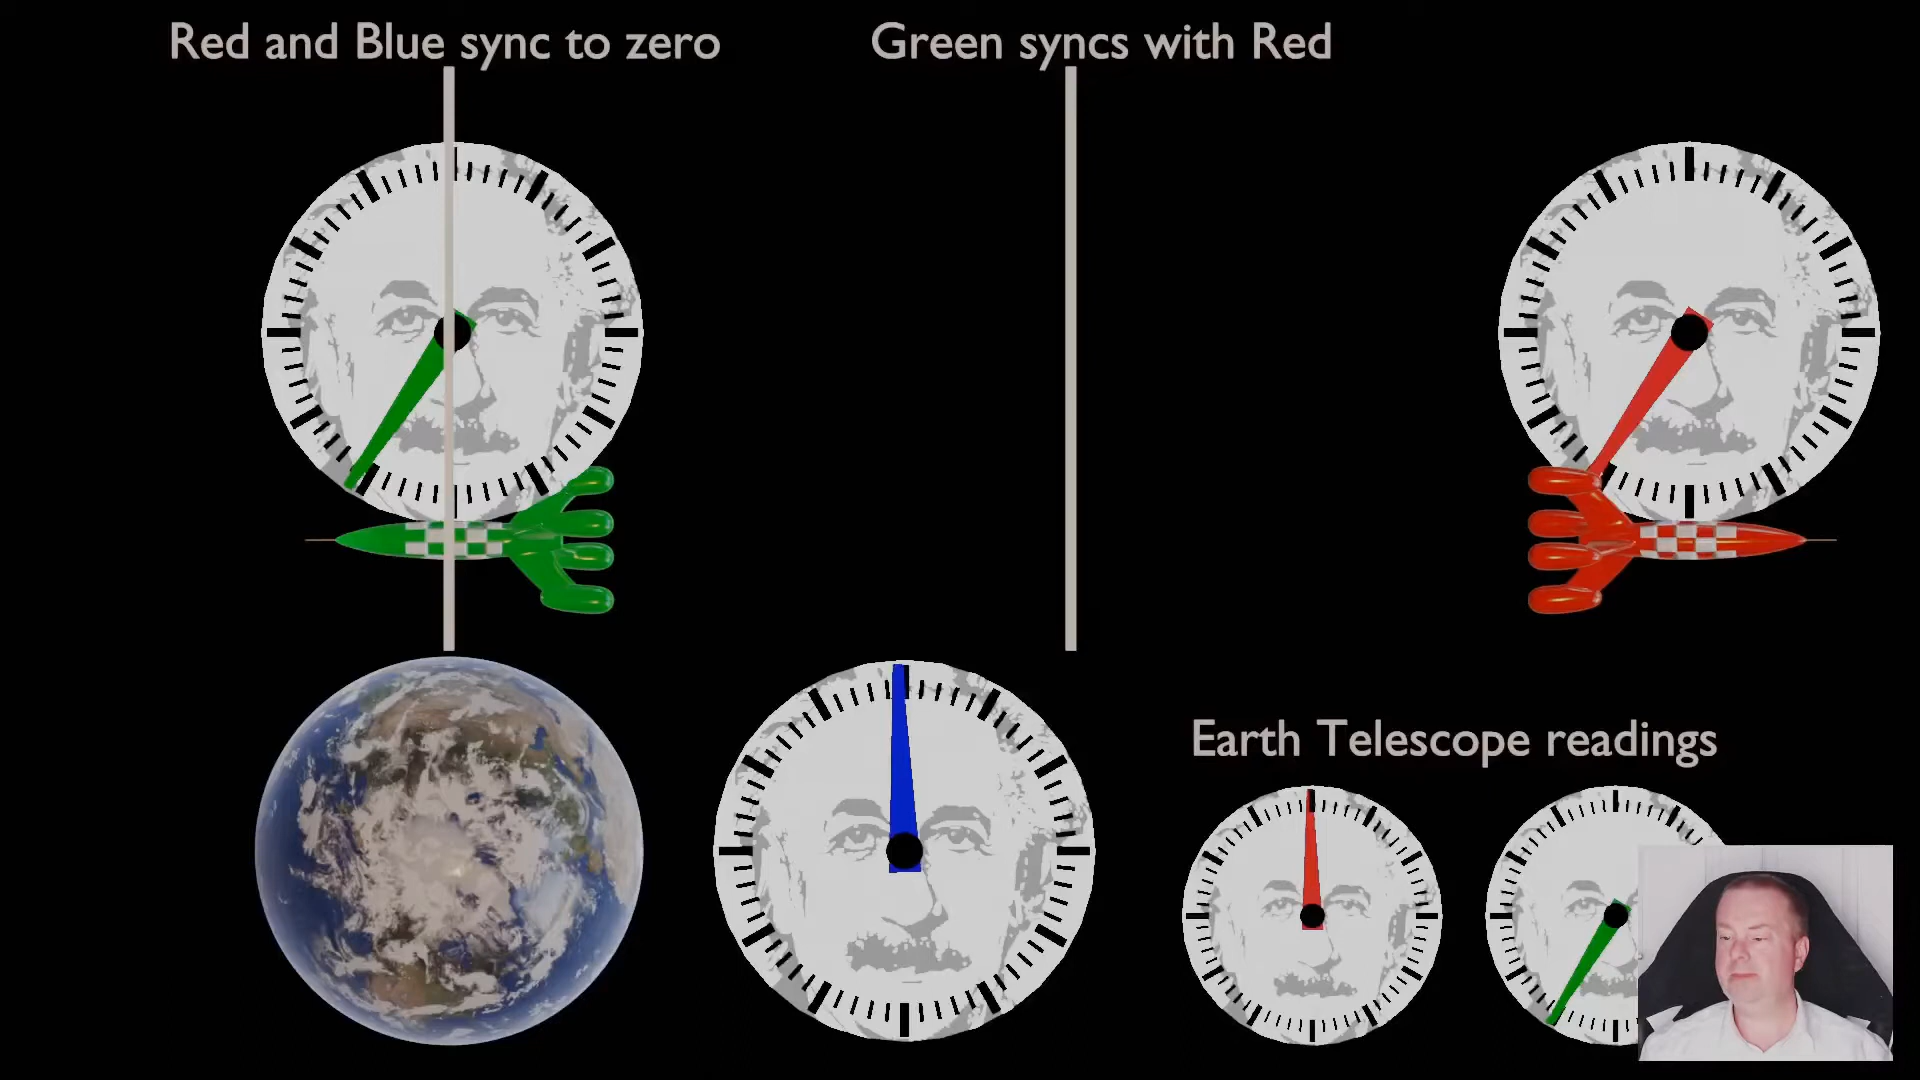 Red and Blue sync to zero
Green syncs with Red
Earth Telescope readings